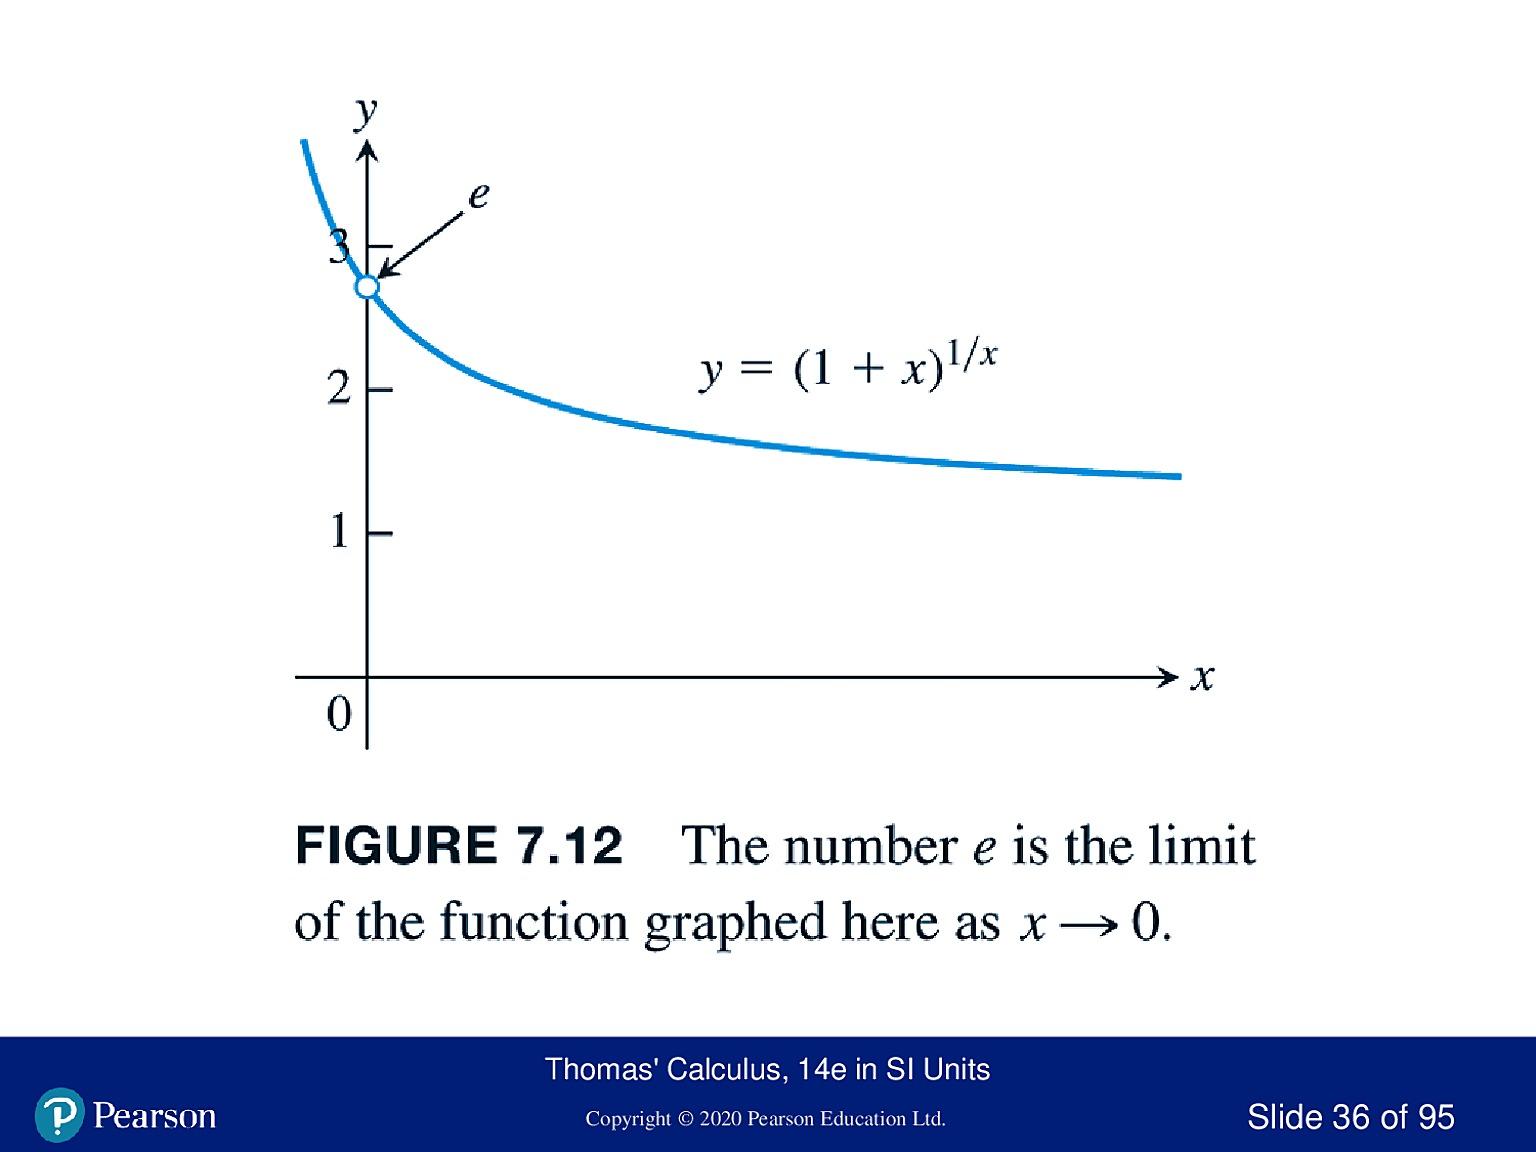 y
e
3
y = (1 + x)^{1/x}
2
1
x
0
FIGURE 7.12 The number e is the limit
of the function graphed here as x → 0.
Thomas' Calculus, 14e in SI Units
Pearson
Copyright © 2020 Pearson Education Ltd.
Slide 36 of 95